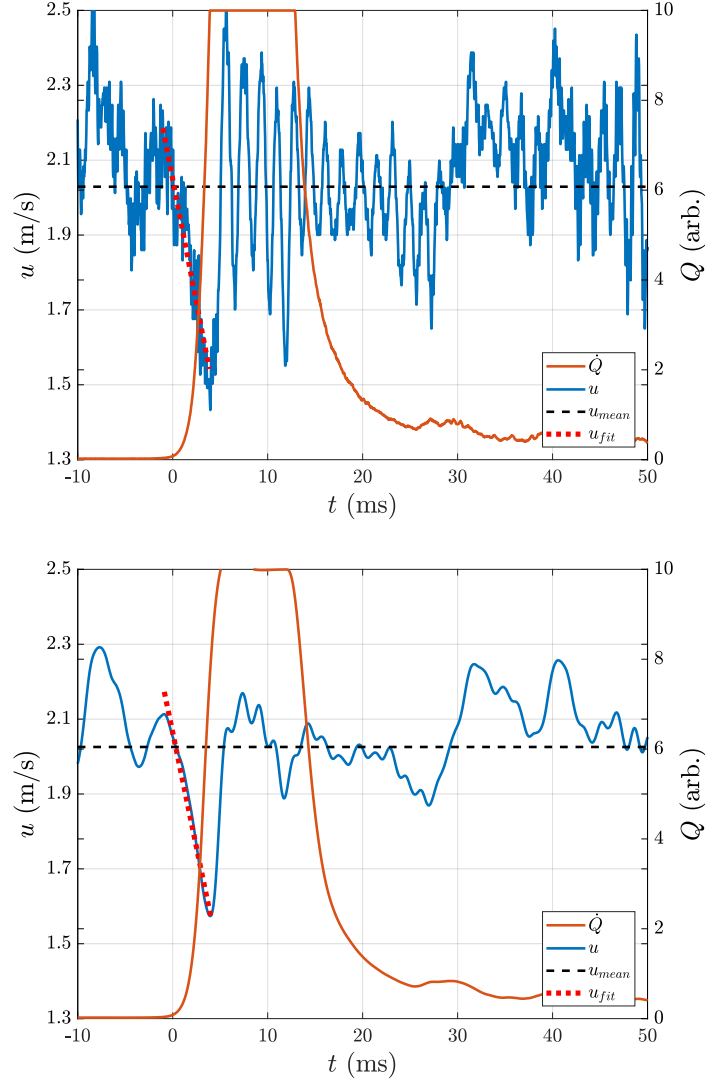 2.5
2.3
2.1
1.9
1.7
1.5
1.3
u (m/s)
10
8
6
4
2
0
Q (arb.)
-10 0 10 20 30 40 50
t (ms)
Q̇
u
u_mean
u_fit
2.5
2.3
2.1
1.9
1.7
1.5
1.3
u (m/s)
10
8
6
4
2
0
Q (arb.)
-10 0 10 20 30 40 50
t (ms)
Q̇
u
u_mean
u_fit